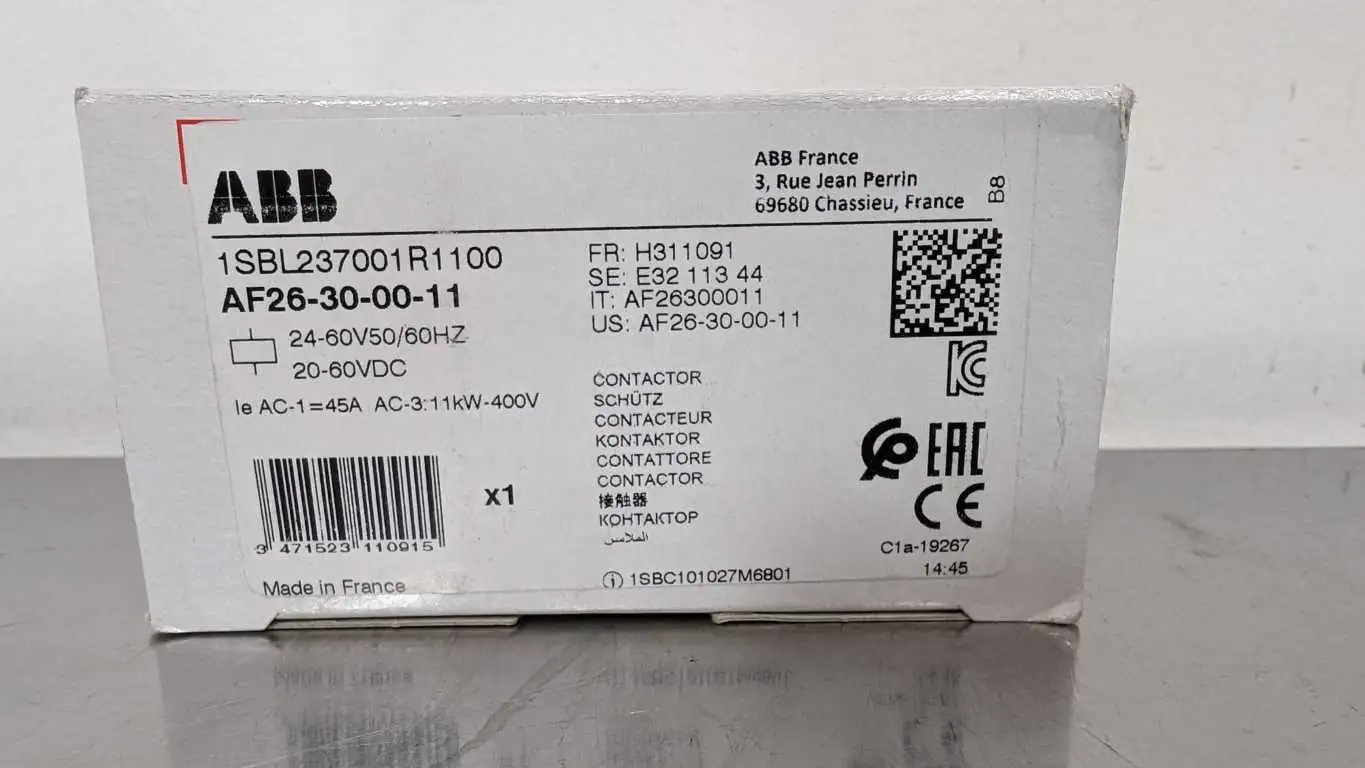 ABB
ABB France
3, Rue Jean Perrin
69680 Chassieu, France
B8
1SBL237001R1100
AF26-30-00-11
24-60V50/60HZ
20-60VDC
Ie AC-1=45A AC-3:11kW-400V
FR: H311091
SE: E32 113 44
IT: AF26300011
US: AF26-30-00-11
CONTACTOR
SCHÜTZ
CONTACTEUR
KONTAKTOR
CONTATTORE
CONTACTOR
接触器
КОНТАКТОР
الملامس
x1
3 471523 110915
Made in France
1SBC101027M6801
EAC
CE
C1a-19267
14:45